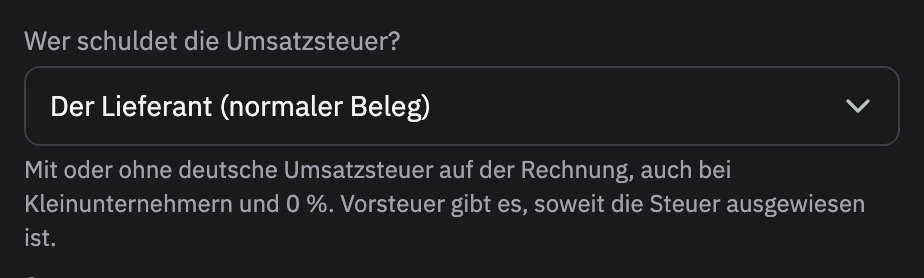 Wer schuldet die Umsatzsteuer?
Der Lieferant (normaler Beleg)
Mit oder ohne deutsche Umsatzsteuer auf der Rechnung, auch bei
Kleinunternehmern und 0 %. Vorsteuer gibt es, soweit die Steuer ausgewiesen
ist.